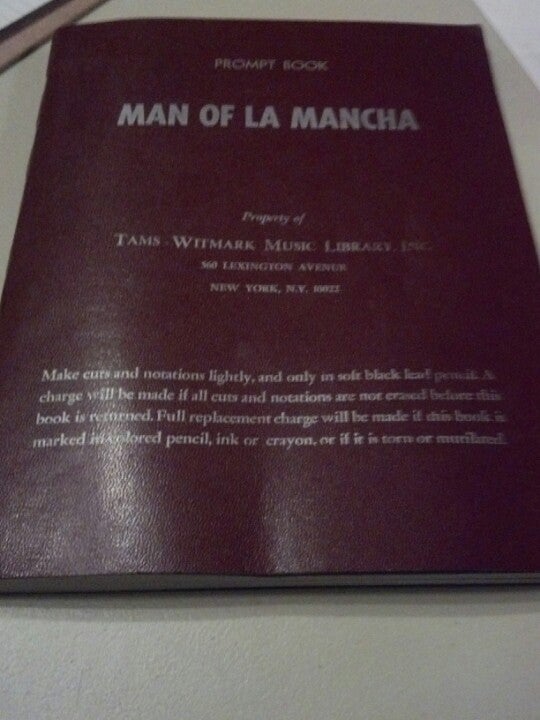 PROMPT BOOK
MAN OF LA MANCHA
Property of
TAMS-WITMARK MUSIC LIBRARY, INC.
560 LEXINGTON AVENUE
NEW YORK, N.Y. 10022
Make cuts and notations lightly, and only in soft black lead pencil. A
charge will be made if all cuts and notations are not erased before this
book is returned. Full replacement charge will be made if this book is
marked in colored pencil, ink or crayon, or if it is torn or mutilated.